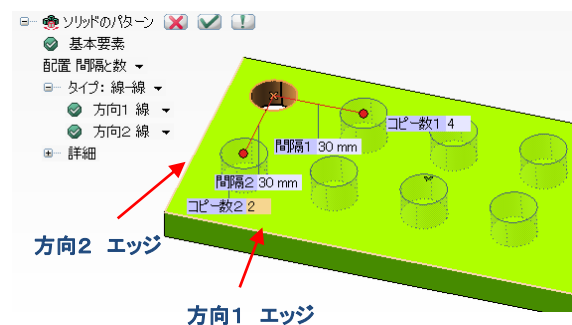 ソリッドのパターン
基本要素
配置 間隔と数
タイプ: 線-線
方向1 線
方向2 線
詳細
コピー数1 4
間隔1 30 mm
間隔2 30 mm
コピー数2 2
方向2 エッジ
方向1 エッジ